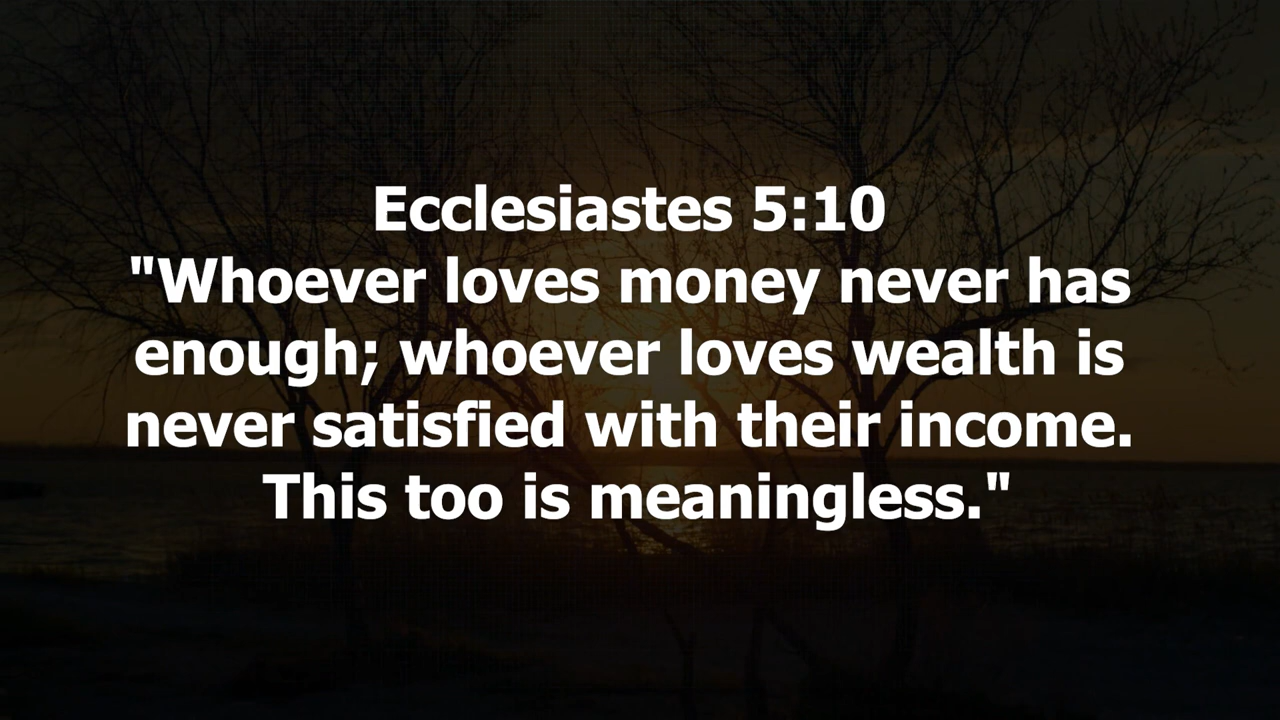 Ecclesiastes 5:10
"Whoever loves money never has
enough; whoever loves wealth is
never satisfied with their income.
This too is meaningless."